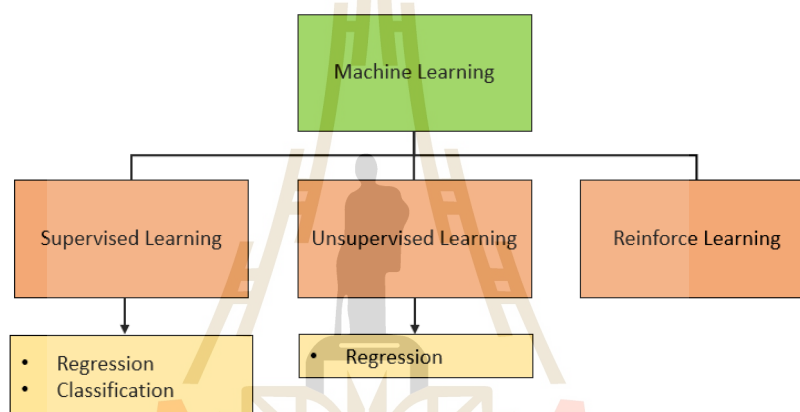 Machine Learning
Supervised Learning
Unsupervised Learning
Reinforce Learning
• Regression
• Classification
• Regression